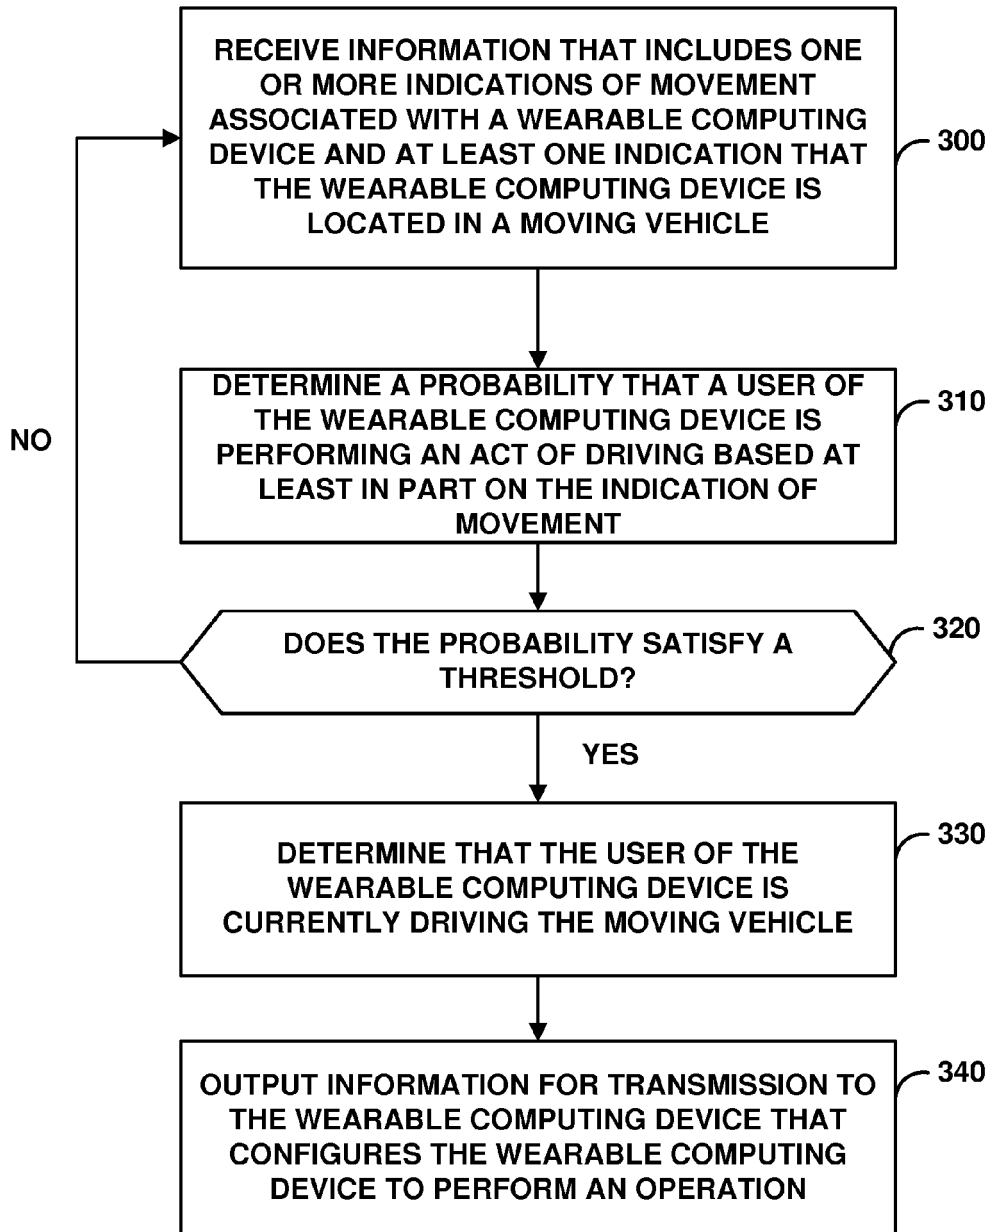 RECEIVE INFORMATION THAT INCLUDES ONE
OR MORE INDICATIONS OF MOVEMENT
ASSOCIATED WITH A WEARABLE COMPUTING
DEVICE AND AT LEAST ONE INDICATION THAT
THE WEARABLE COMPUTING DEVICE IS
LOCATED IN A MOVING VEHICLE
300
DETERMINE A PROBABILITY THAT A USER OF
THE WEARABLE COMPUTING DEVICE IS
PERFORMING AN ACT OF DRIVING BASED AT
LEAST IN PART ON THE INDICATION OF
MOVEMENT
310
NO
DOES THE PROBABILITY SATISFY A
THRESHOLD?
320
YES
DETERMINE THAT THE USER OF THE
WEARABLE COMPUTING DEVICE IS
CURRENTLY DRIVING THE MOVING VEHICLE
330
OUTPUT INFORMATION FOR TRANSMISSION TO
THE WEARABLE COMPUTING DEVICE THAT
CONFIGURES THE WEARABLE COMPUTING
DEVICE TO PERFORM AN OPERATION
340